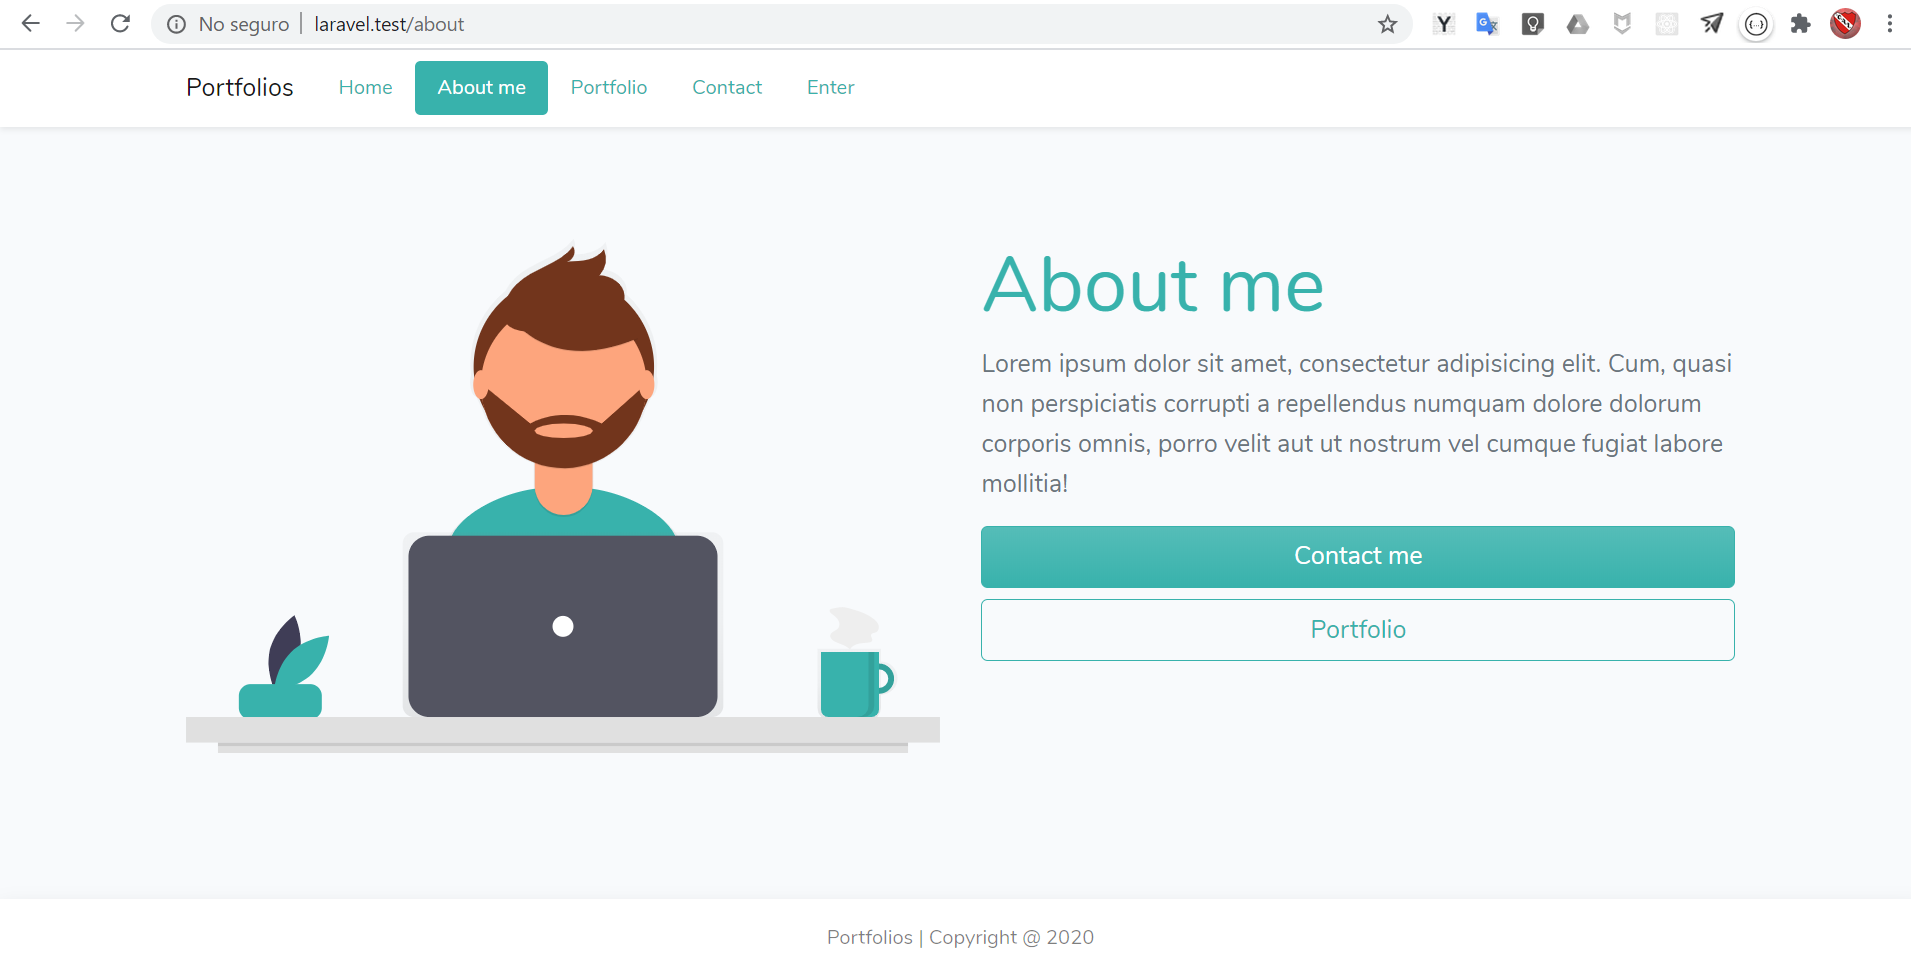 No seguro | laravel.test/about
Portfolios Home About me Portfolio Contact Enter
About me
Lorem ipsum dolor sit amet, consectetur adipisicing elit. Cum, quasi
non perspiciatis corrupti a repellendus numquam dolore dolorum
corporis omnis, porro velit aut ut nostrum vel cumque fugiat labore
mollitia!
Contact me
Portfolio
Portfolios | Copyright @ 2020